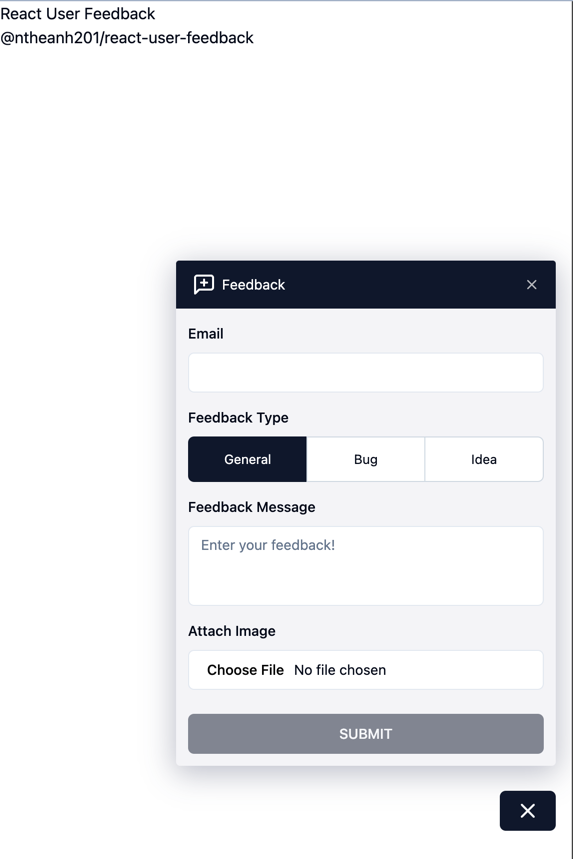 React User Feedback
@ntheanh201/react-user-feedback
Feedback
Email
Feedback Type
General Bug Idea
Feedback Message
Enter your feedback!
Attach Image
Choose File No file chosen
SUBMIT